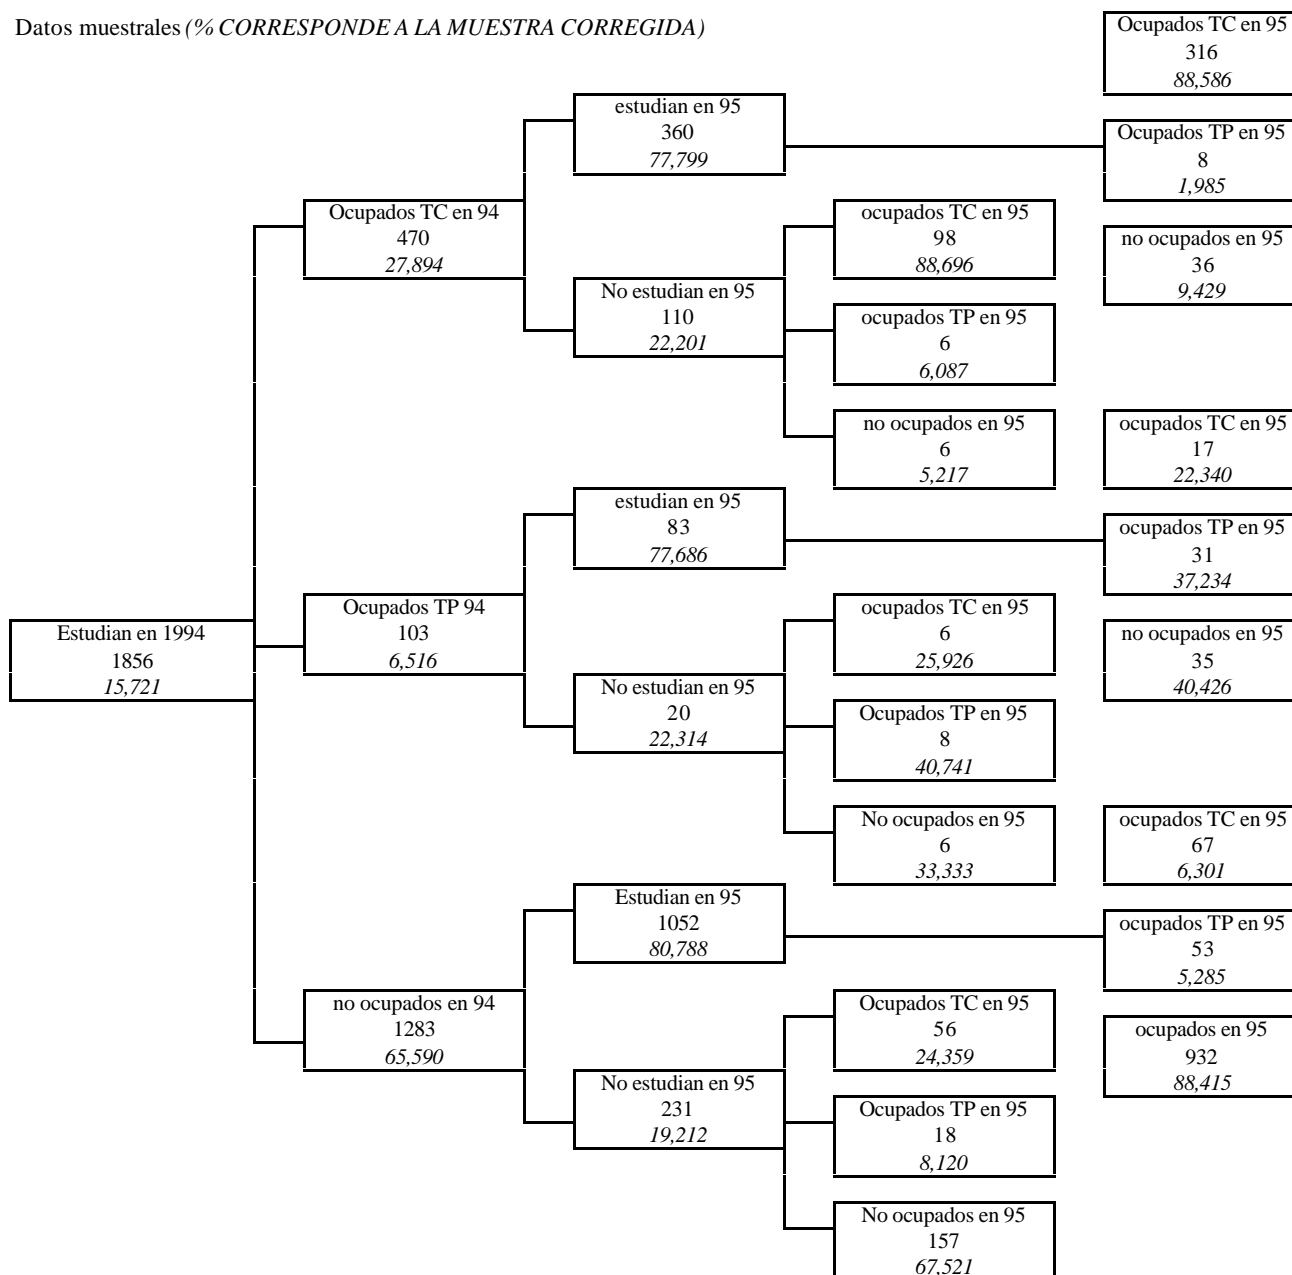 Datos muestrales (% CORRESPONDE A LA MUESTRA CORREGIDA)
Ocupados TC en 95
316
88,586
estudian en 95
360
77,799
Ocupados TP en 95
8
1,985
Ocupados TC en 94
470
27,894
ocupados TC en 95
98
88,696
no ocupados en 95
36
9,429
No estudian en 95
110
22,201
ocupados TP en 95
6
6,087
no ocupados en 95
6
5,217
ocupados TC en 95
17
22,340
estudian en 95
83
77,686
ocupados TP en 95
31
37,234
Estudian en 1994
1856
15,721
Ocupados TP 94
103
6,516
ocupados TC en 95
6
25,926
no ocupados en 95
35
40,426
No estudian en 95
20
22,314
Ocupados TP en 95
8
40,741
No ocupados en 95
6
33,333
ocupados TC en 95
67
6,301
Estudian en 95
1052
80,788
ocupados TP en 95
53
5,285
no ocupados en 94
1283
65,590
Ocupados TC en 95
56
24,359
ocupados en 95
932
88,415
No estudian en 95
231
19,212
Ocupados TP en 95
18
8,120
No ocupados en 95
157
67,521